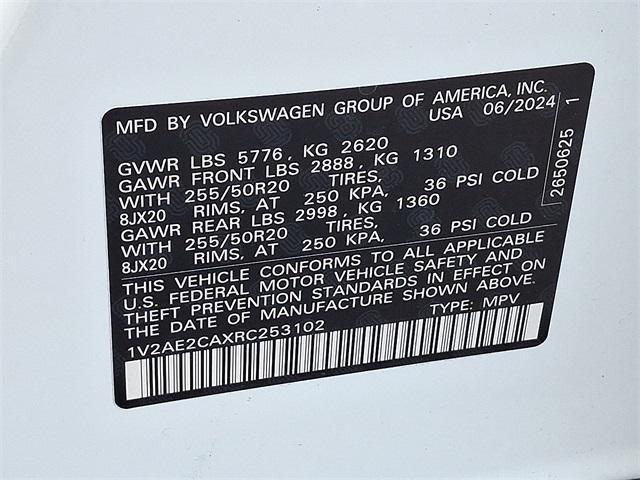 MFD BY VOLKSWAGEN GROUP OF AMERICA, INC.
USA 06/2024
GVWR LBS 5776, KG 2620
GAWR FRONT LBS 2888, KG 1310
WITH 255/50R20 TIRES,
8JX20 RIMS, AT 250 KPA, 36 PSI COLD
GAWR REAR LBS 2998, KG 1360
WITH 255/50R20 TIRES,
8JX20 RIMS, AT 250 KPA, 36 PSI COLD
THIS VEHICLE CONFORMS TO ALL APPLICABLE
U.S. FEDERAL MOTOR VEHICLE SAFETY AND
THEFT PREVENTION STANDARDS IN EFFECT ON
THE DATE OF MANUFACTURE SHOWN ABOVE.
1V2AE2CAXRC253102 TYPE: MPV
2650625 1